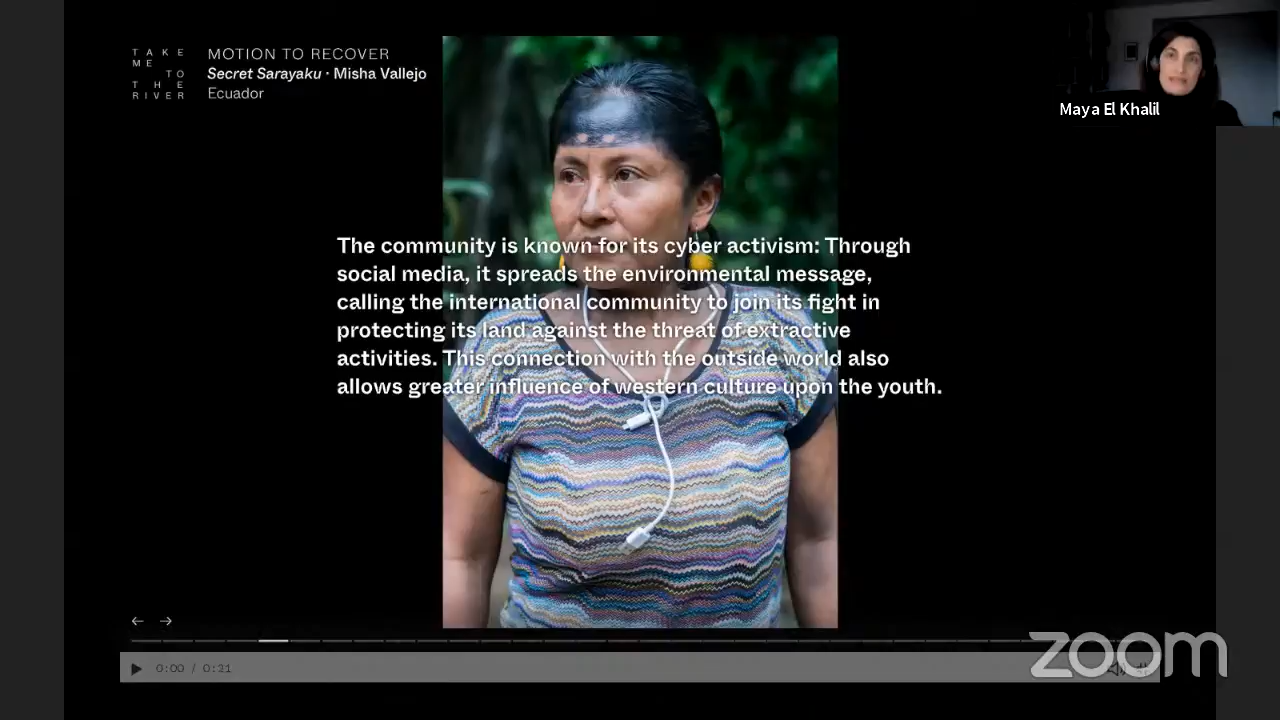 TAKE
ME
TO
THE
RIVER
MOTION TO RECOVER
Secret Sarayaku · Misha Vallejo
Ecuador
Maya El Khalil
The community is known for its cyber activism: Through
social media, it spreads the environmental message,
calling the international community to join its fight in
protecting its land against the threat of extractive
activities. This connection with the outside world also
allows greater influence of western culture upon the youth.
0:00 / 0:21
zoom